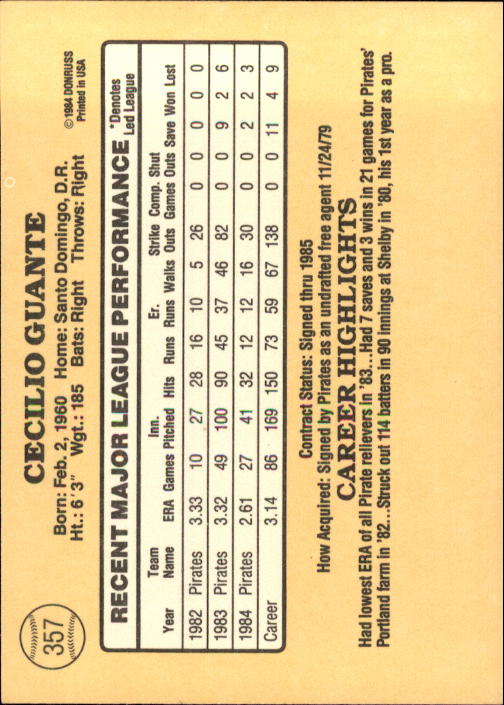 357
CECILIO GUANTE
©1984 DONRUSS
Printed in USA
Born: Feb. 2, 1960 Home: Santo Domingo, D.R.
Ht.: 6'3" Wgt.: 185 Bats: Right Throws: Right
RECENT MAJOR LEAGUE PERFORMANCE *Denotes Led League
Year Team Name ERA Games Inn. Pitched Hits Runs Er. Runs Walks Strike Outs Comp. Games Shut Outs Save Won Lost
1982 Pirates 3.33 10 27 28 16 10 5 26 0 0 0 0 0
1983 Pirates 3.32 49 100 90 45 37 46 82 0 0 9 2 6
1984 Pirates 2.61 27 41 32 12 12 16 30 0 0 2 2 3
Career 3.14 86 169 150 73 59 67 138 0 0 11 4 9
Contract Status: Signed thru 1985
How Acquired: Signed by Pirates as an undrafted free agent 11/24/79
CAREER HIGHLIGHTS
Had lowest ERA of all Pirate relievers in '83...Had 7 saves and 3 wins in 21 games for Pirates'
Portland farm in '82...Struck out 114 batters in 90 innings at Shelby in '80, his 1st year as a pro.